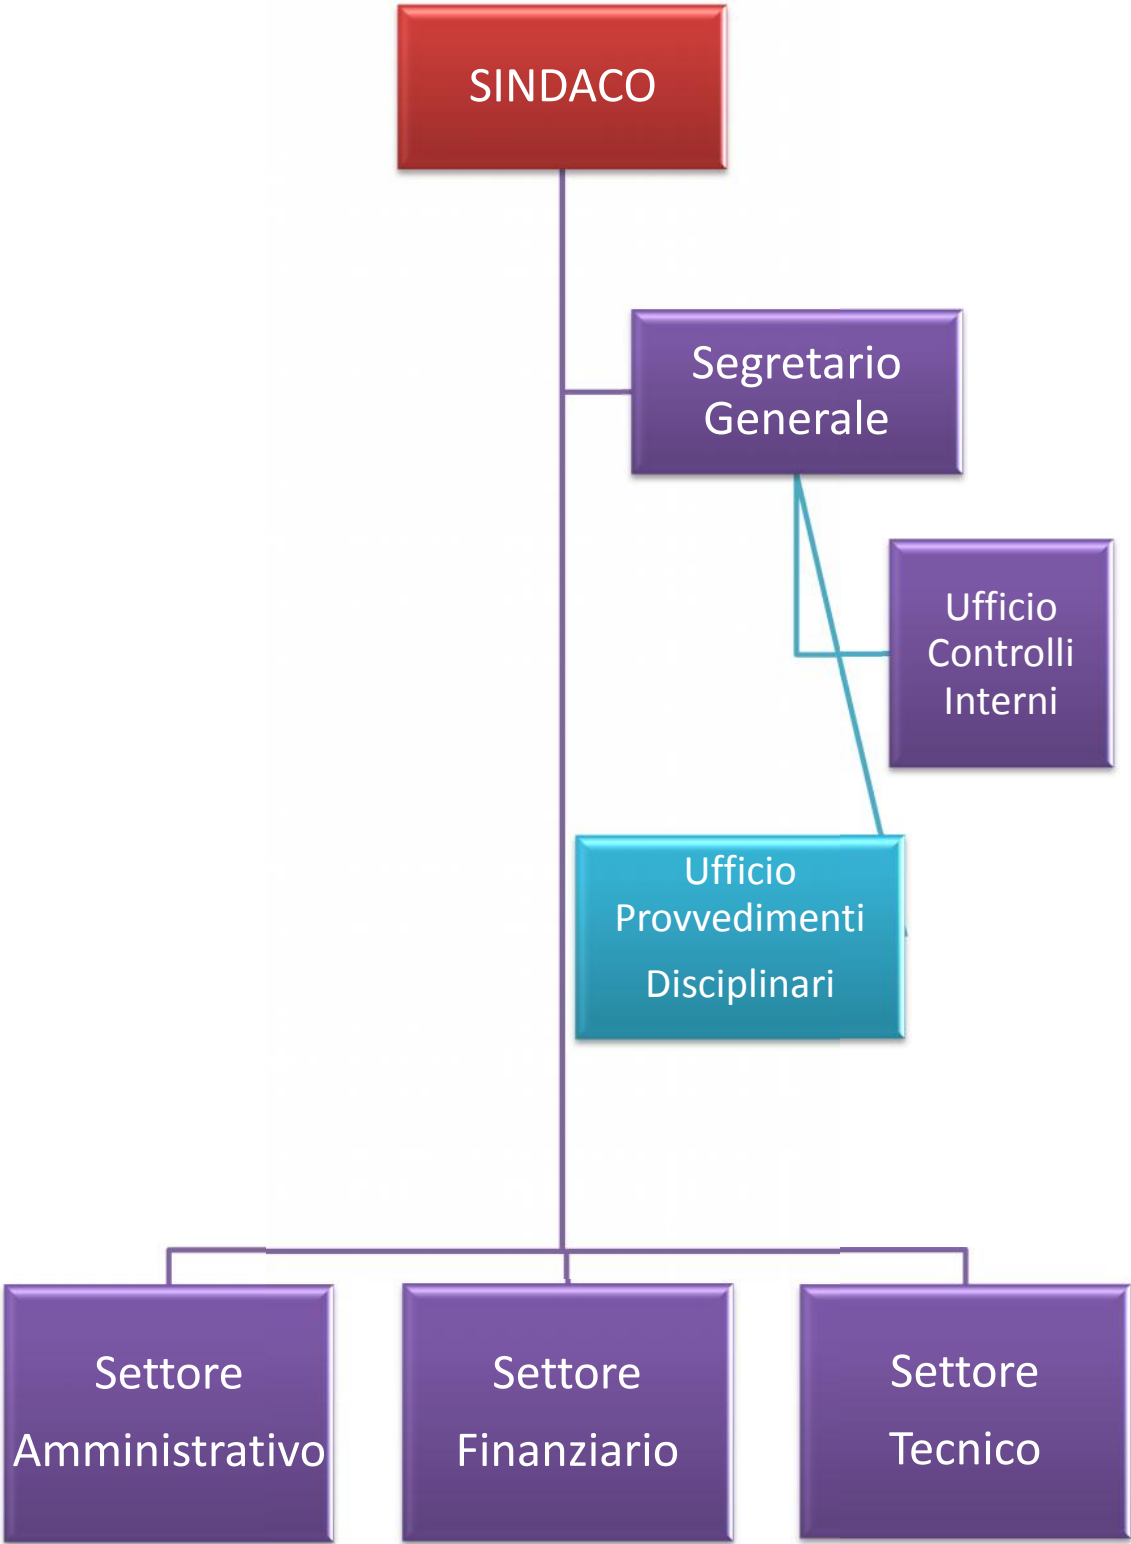 SINDACO
Segretario
Generale
Ufficio
Controlli
Interni
Ufficio
Provvedimenti
Disciplinari
Settore
Amministrativo
Settore
Finanziario
Settore
Tecnico